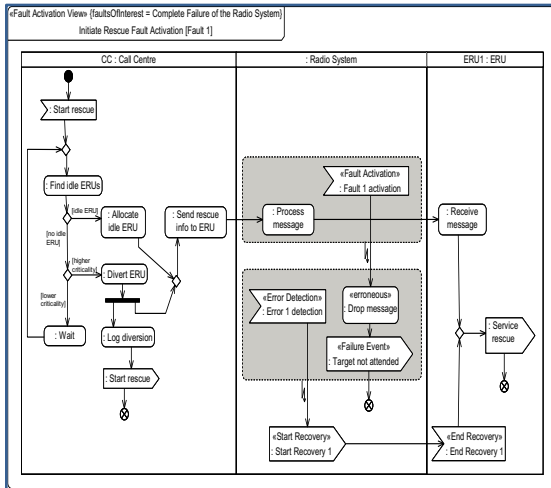 «Fault Activation View» {faultsOfInterest = Complete Failure of the Radio System}
Initiate Rescue Fault Activation [Fault 1]
CC : Call Centre
: Radio System
ERU1 : ERU
: Start rescue
: Find idle ERUs
[idle ERU]
[no idle
ERU]
: Allocate
idle ERU
: Send rescue
info to ERU
[higher
criticality]
: Divert ERU
[lower
criticality]
: Wait
: Log diversion
: Start rescue
«Fault Activation»
: Fault 1 activation
: Process
message
«Error Detection»
: Error 1 detection
«erroneous»
: Drop message
«Failure Event»
: Target not attended
«Start Recovery»
: Start Recovery 1
: Receive
message
: Service
rescue
«End Recovery»
: End Recovery 1